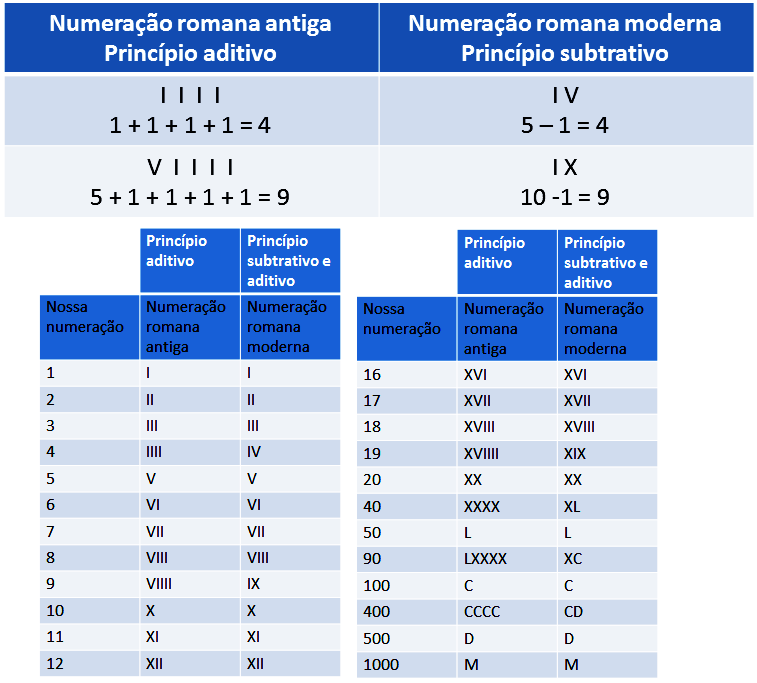 Numeração romana antiga
Princípio aditivo
Numeração romana moderna
Princípio subtrativo
I I I I
1 + 1 + 1 + 1 = 4
I V
5 – 1 = 4
V I I I I
5 + 1 + 1 + 1 + 1 = 9
I X
10 -1 = 9
Princípio
aditivo
Princípio
subtrativo e
aditivo
Nossa
numeração
Numeração
romana
antiga
Numeração
romana
moderna
1 I I
2 II II
3 III III
4 IIII IV
5 V V
6 VI VI
7 VII VII
8 VIII VIII
9 VIIII IX
10 X X
11 XI XI
12 XII XII
Princípio
aditivo
Princípio
subtrativo e
aditivo
Nossa
numeração
Numeração
romana
antiga
Numeração
romana
moderna
16 XVI XVI
17 XVII XVII
18 XVIII XVIII
19 XVIIII XIX
20 XX XX
40 XXXX XL
50 L L
90 LXXXX XC
100 C C
400 CCCC CD
500 D D
1000 M M